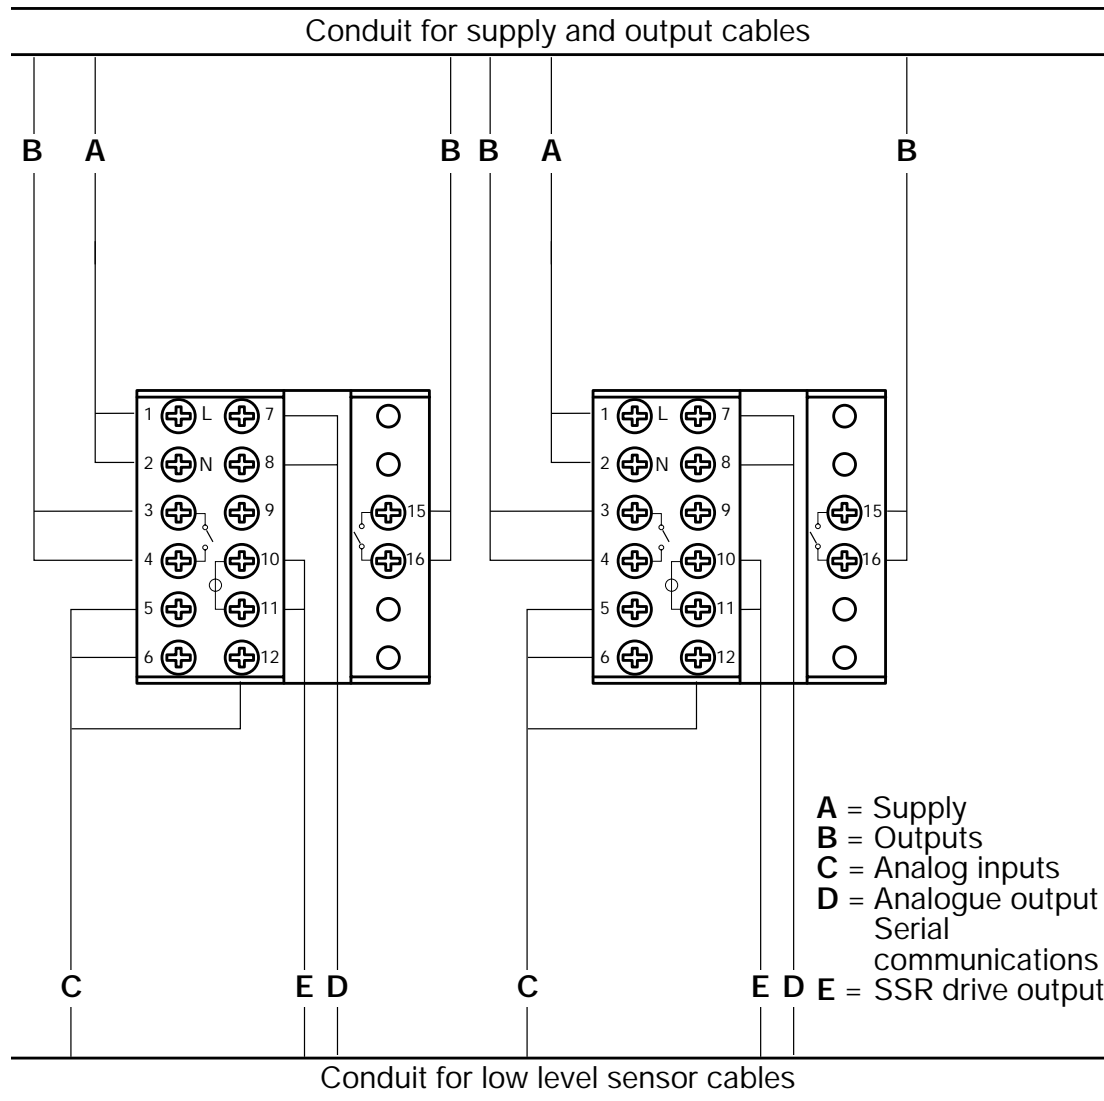 Conduit for supply and output cables
B A B B A B
1 L 7 1 L 7
2 N 8 2 N 8
3 9 15 3 9 15
4 10 16 4 10 16
5 11 5 11
6 12 6 12
A = Supply
B = Outputs
C = Analog inputs
D = Analogue output
Serial
communications
C E D C E D E = SSR drive output
Conduit for low level sensor cables